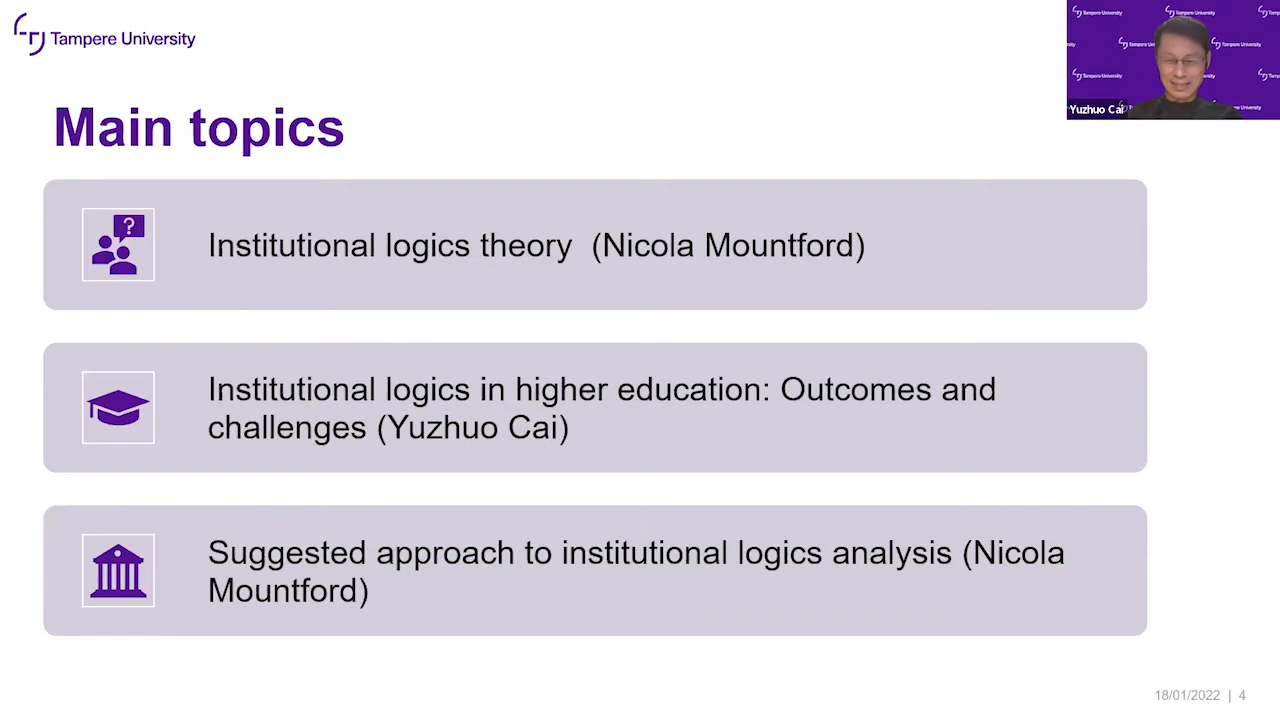 Tampere University
Yuzhuo Cai
Main topics
?
Institutional logics theory (Nicola Mountford)
Institutional logics in higher education: Outcomes and
challenges (Yuzhuo Cai)
Suggested approach to institutional logics analysis (Nicola
Mountford)
18/01/2022 | 4